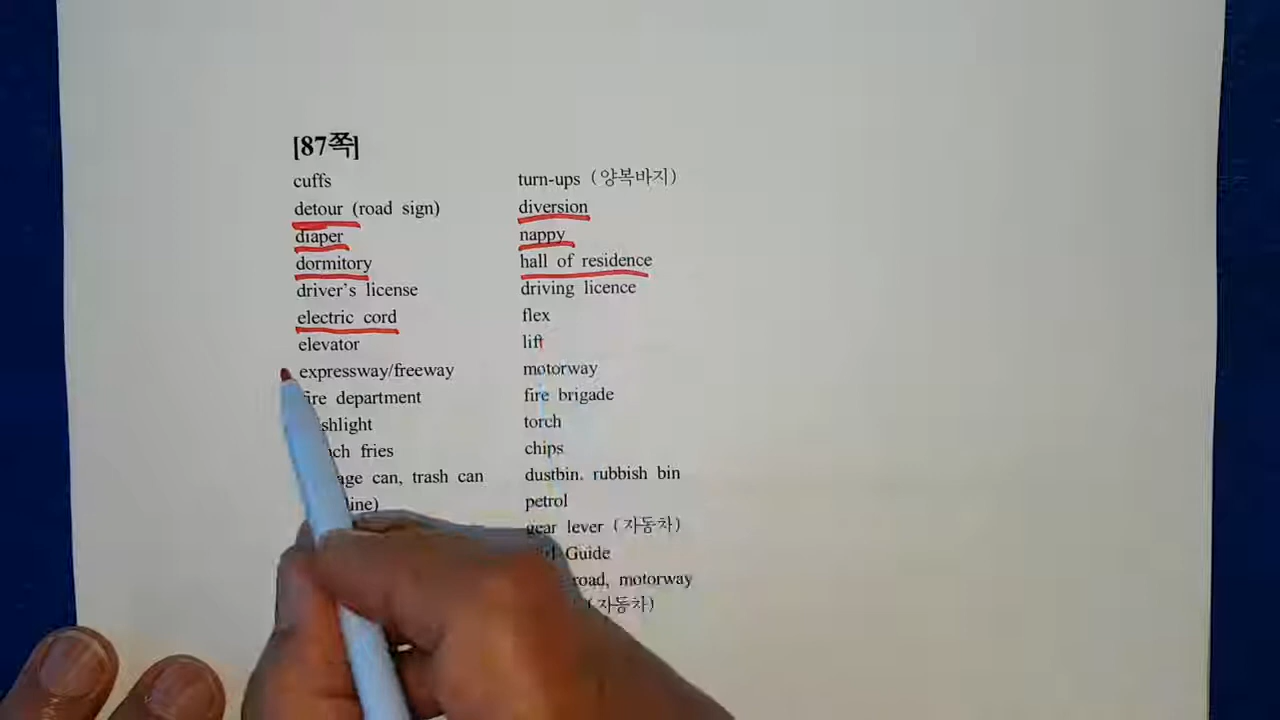 [87쪽]
cuffs turn-ups (양복바지)
detour (road sign) diversion
diaper nappy
dormitory hall of residence
driver's license driving licence
electric cord flex
elevator lift
expressway/freeway motorway
fire department fire brigade
torch
fries chips
can, trash can dustbin. rubbish bin
petrol
gear lever (자동차)
Guide
road, motorway
(자동차)